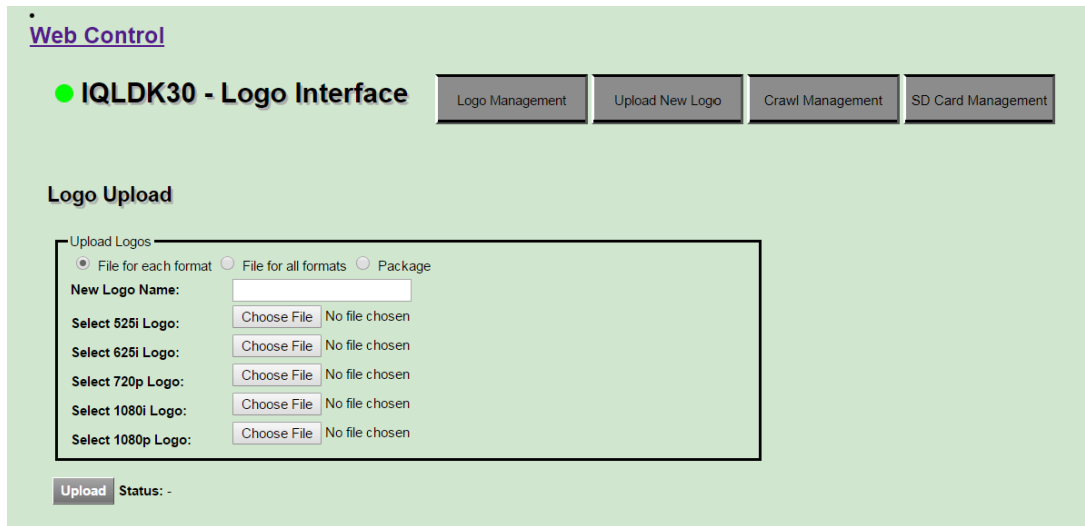 Web Control
IQLDK30 - Logo Interface
Logo Management
Upload New Logo
Crawl Management
SD Card Management
Logo Upload
Upload Logos
File for each format File for all formats Package
New Logo Name:
Select 525i Logo: Choose File No file chosen
Select 625i Logo: Choose File No file chosen
Select 720p Logo: Choose File No file chosen
Select 1080i Logo: Choose File No file chosen
Select 1080p Logo: Choose File No file chosen
Upload Status: -